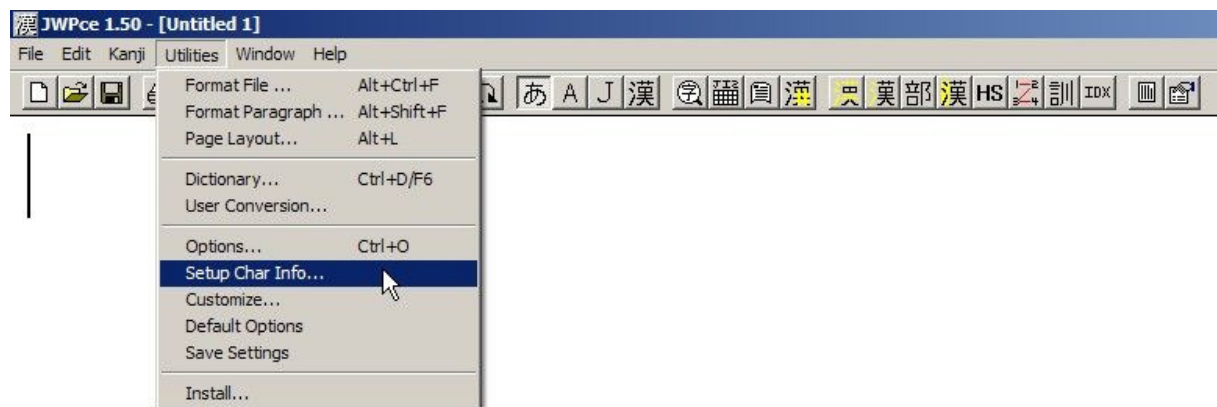 漢 JWPce 1.50 - [Untitled 1]
File Edit Kanji Utilities Window Help
あ A J 漢 漢 部 漢 HS 訓 IDX
Format File ... Alt+Ctrl+F
Format Paragraph ... Alt+Shift+F
Page Layout... Alt+L
Dictionary... Ctrl+D/F6
User Conversion...
Options... Ctrl+O
Setup Char Info...
Customize...
Default Options
Save Settings
Install...